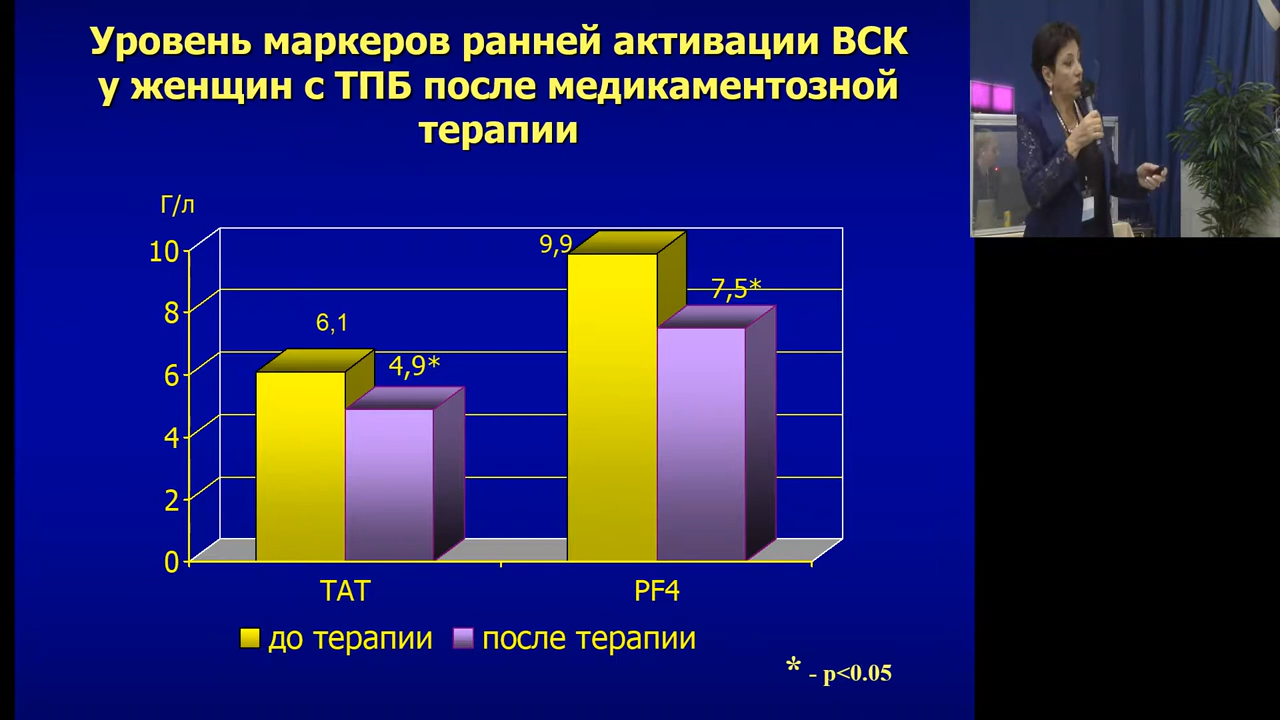 Уровень маркеров ранней активации ВСК
у женщин с ТПБ после медикаментозной
терапии
Г/л
10
8
6
4
2
0
6,1
4,9*
9,9
7,5*
ТАТ
PF4
до терапии
после терапии
* - p<0.05